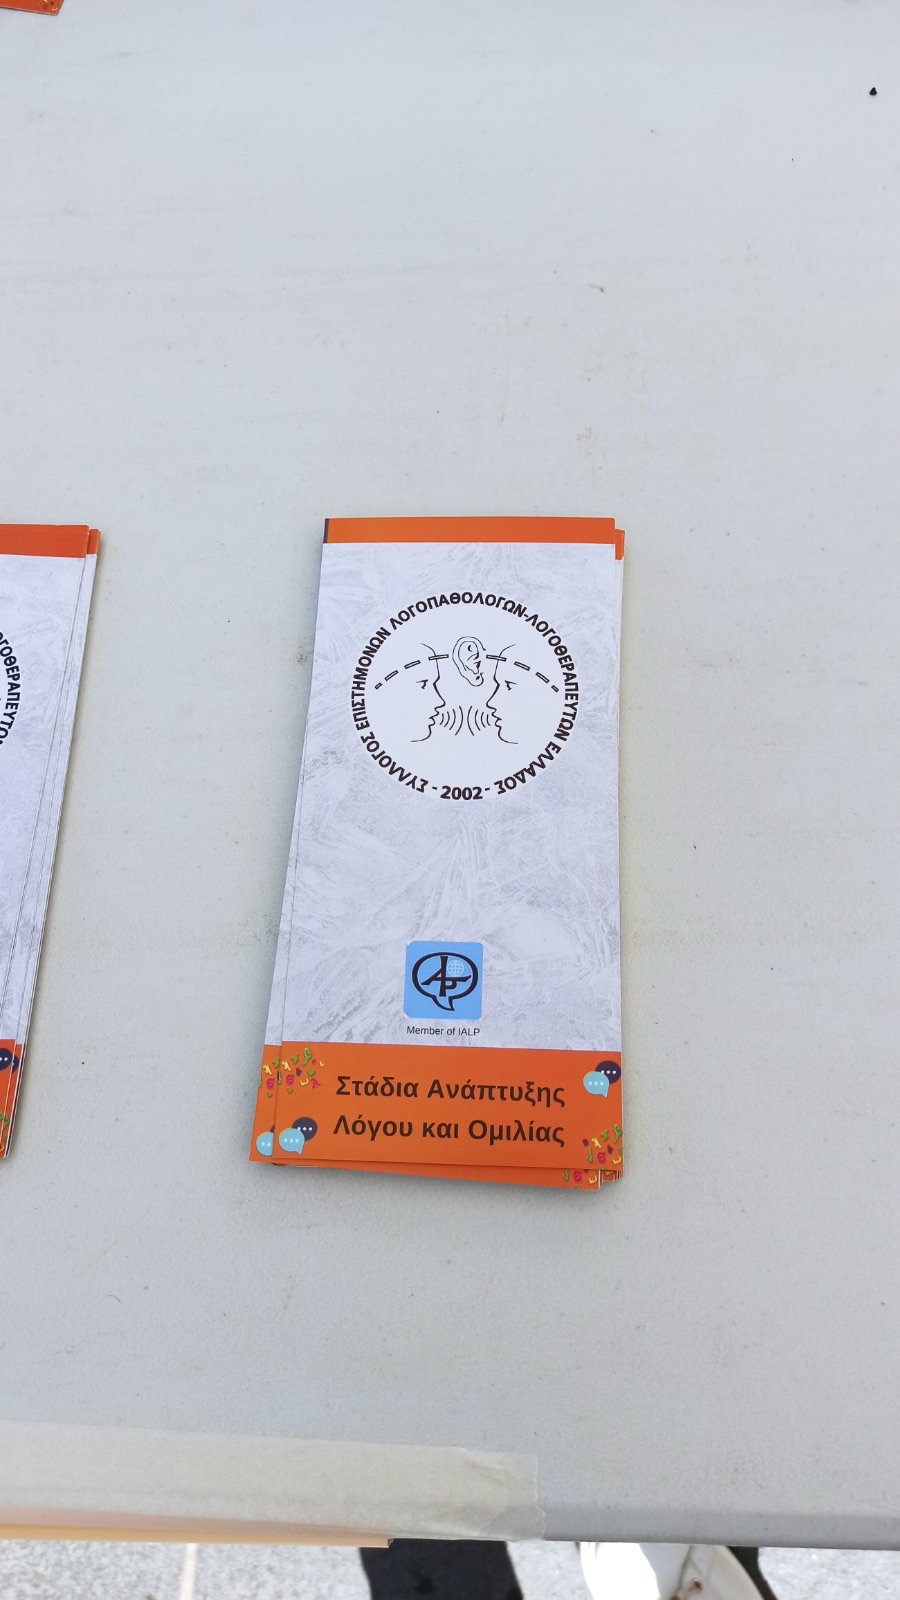 ΣΥΛΛΟΓΟΣ ΕΠΙΣΤΗΜΟΝΩΝ ΛΟΓΟΠΑΘΟΛΟΓΩΝ-ΛΟΓΟΘΕΡΑΠΕΥΤΩΝ ΕΛΛΑΔΟΣ
- 2002 -
Member of IALP
Στάδια Ανάπτυξης
Λόγου και Ομιλίας